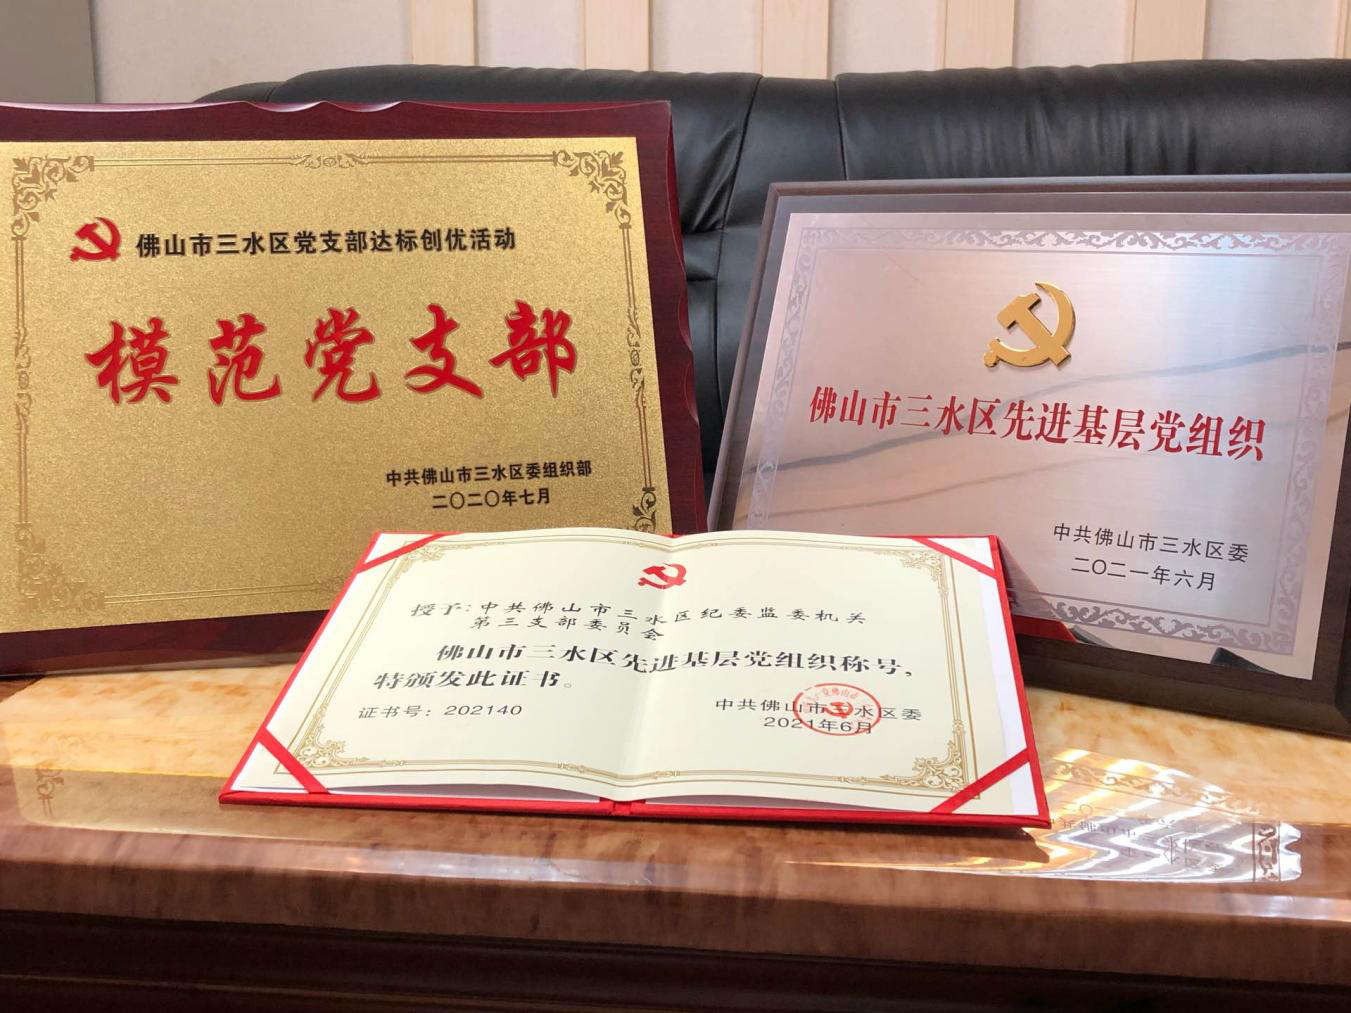 佛山市三水区党支部达标创优活动
模范党支部
中共佛山市三水区委组织部
二〇二〇年七月
佛山市三水区先进基层党组织
中共佛山市三水区委
二〇二一年六月
授予：中共佛山市三水区纪委监委机关
第三支部委员会
佛山市三水区先进基层党组织称号，
特颁发此证书。
证书号：202140
中共佛山市三水区委
2021年6月